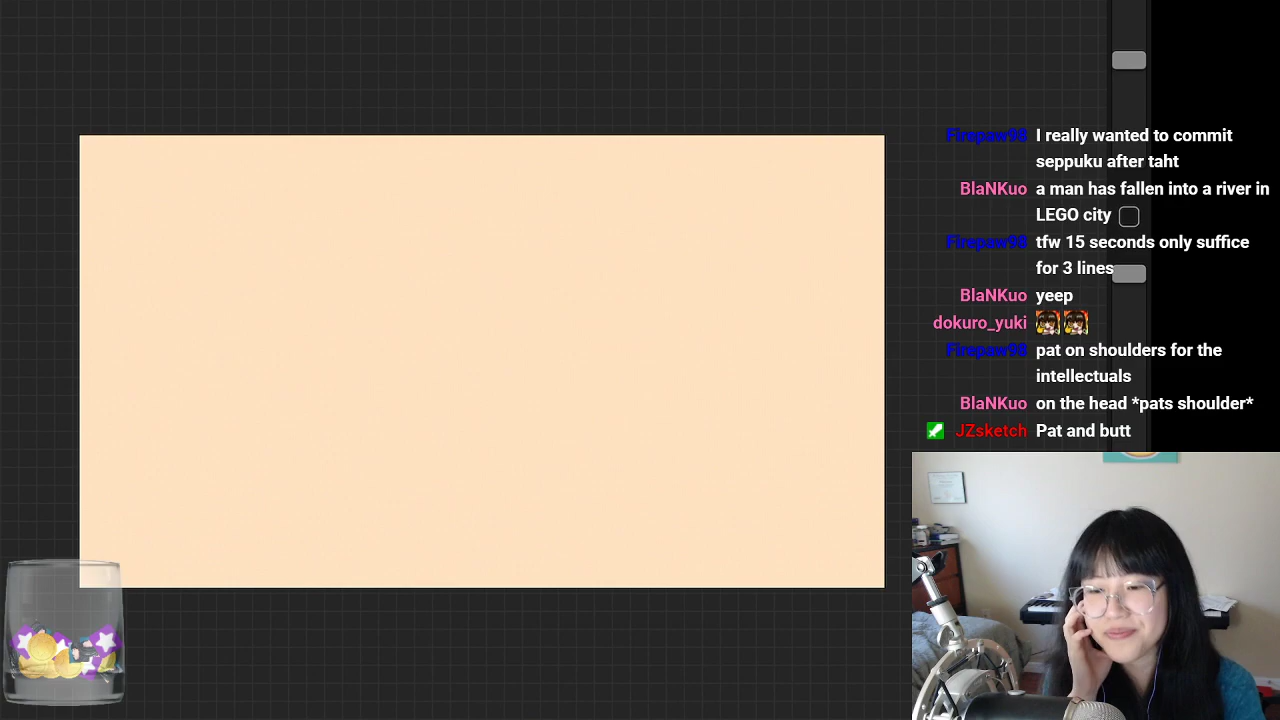 Firepaw98 I really wanted to commit
seppuku after taht
BlaNKuo a man has fallen into a river in
LEGO city
Firepaw98 tfw 15 seconds only suffice
for 3 lines
BlaNKuo yeep
dokuro_yuki
Firepaw98 pat on shoulders for the
intellectuals
BlaNKuo on the head *pats shoulder*
JZsketch Pat and butt